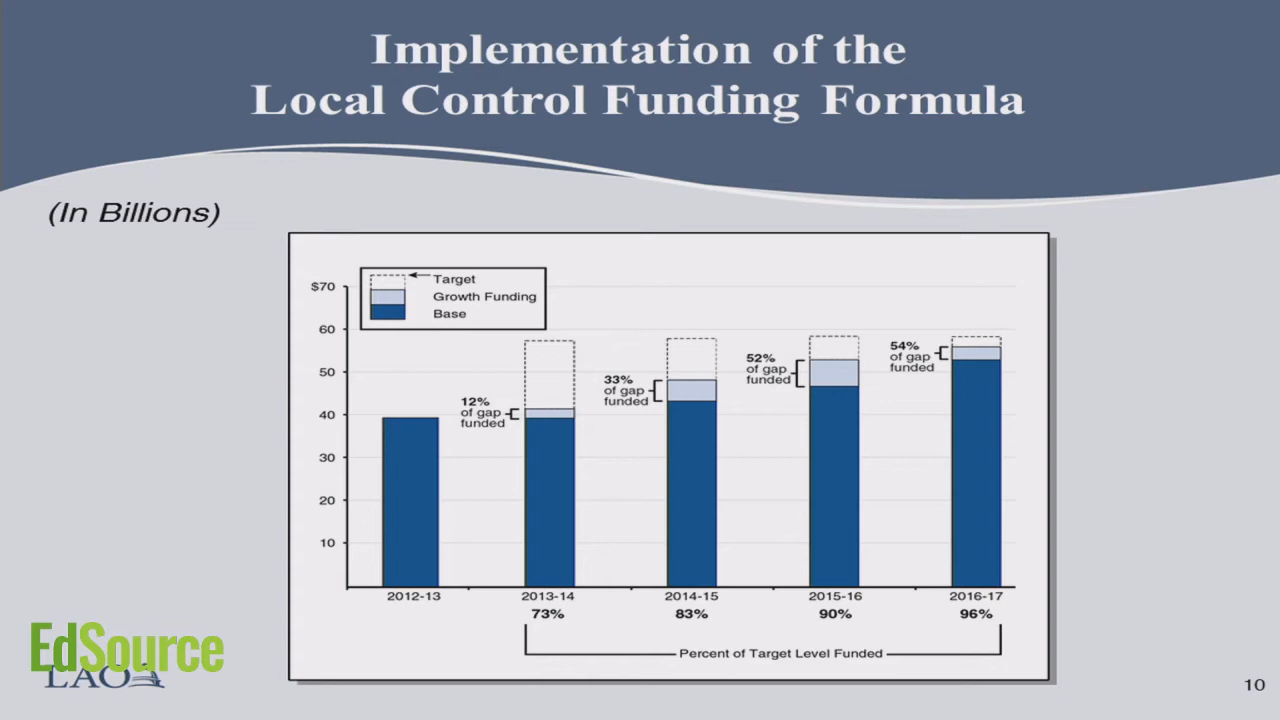 Implementation of the
Local Control Funding Formula
(In Billions)
Target
Growth Funding
Base
$70
60
50
40
30
20
10
12%
of gap
funded
33%
of gap
funded
52%
of gap
funded
54%
of gap
funded
2012-13
2013-14
2014-15
2015-16
2016-17
73%
83%
90%
96%
Percent of Target Level Funded
EdSource
LAO
10